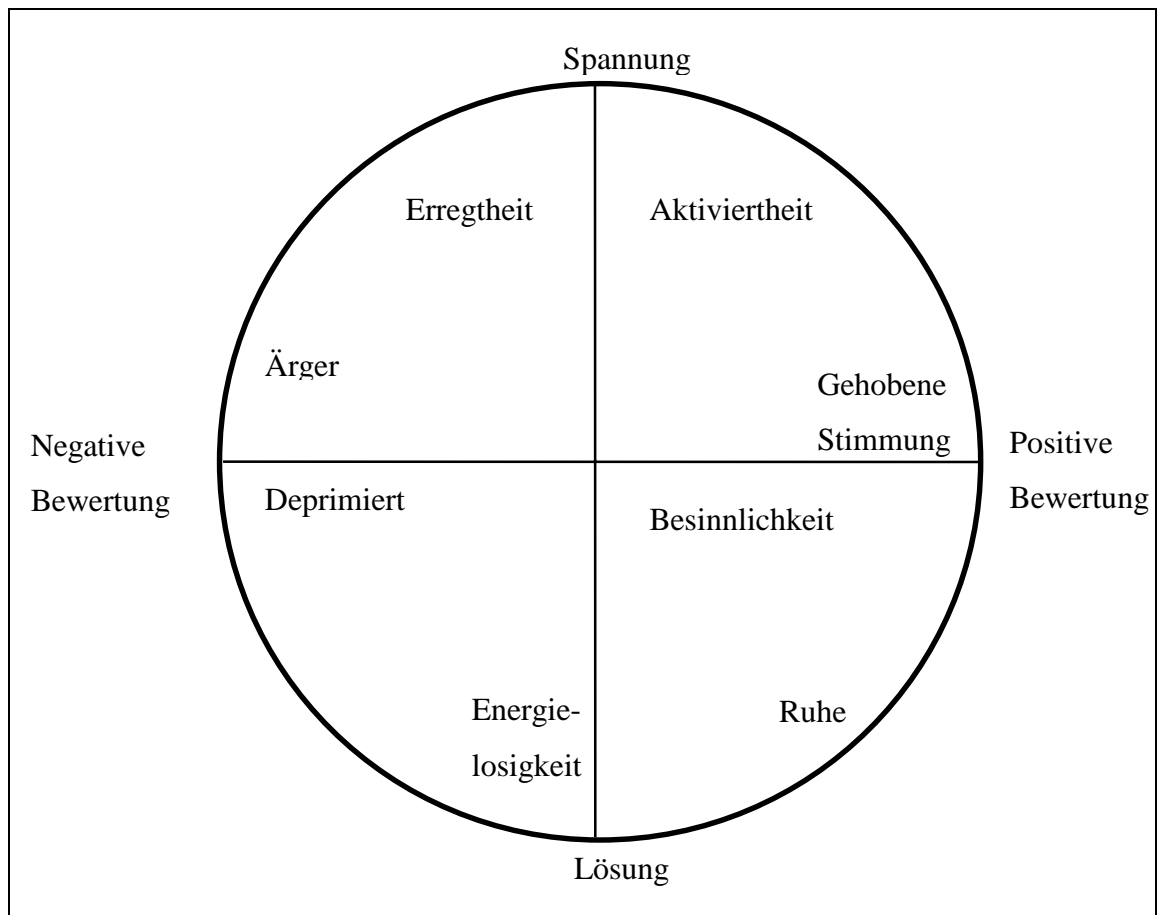 Spannung
Erregtheit
Aktiviertheit
Ärger
Gehobene
Stimmung
Negative
Bewertung
Positive
Bewertung
Deprimiert
Besinnlichkeit
Energie-
losigkeit
Ruhe
Lösung